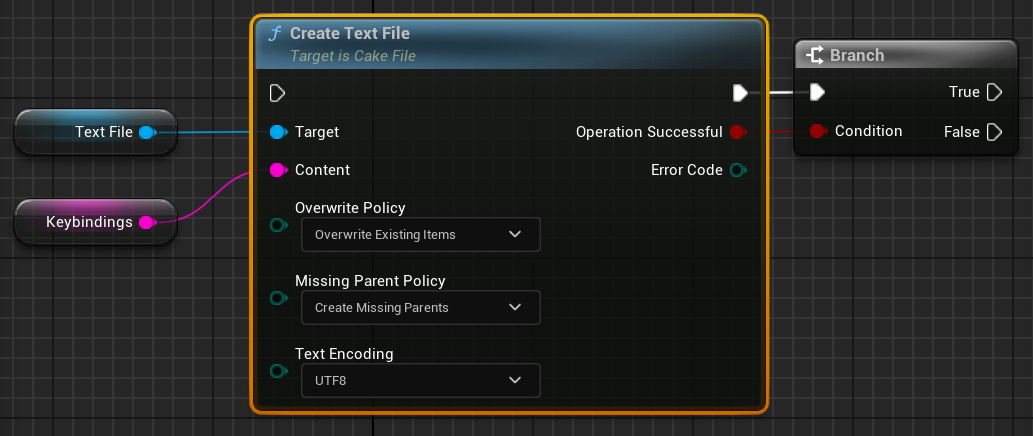 Create Text File
Target is Cake File
Branch
True
Text File
Target
Operation Successful
Condition
False
Content
Error Code
Keybindings
Overwrite Policy
Overwrite Existing Items
Missing Parent Policy
Create Missing Parents
Text Encoding
UTF8